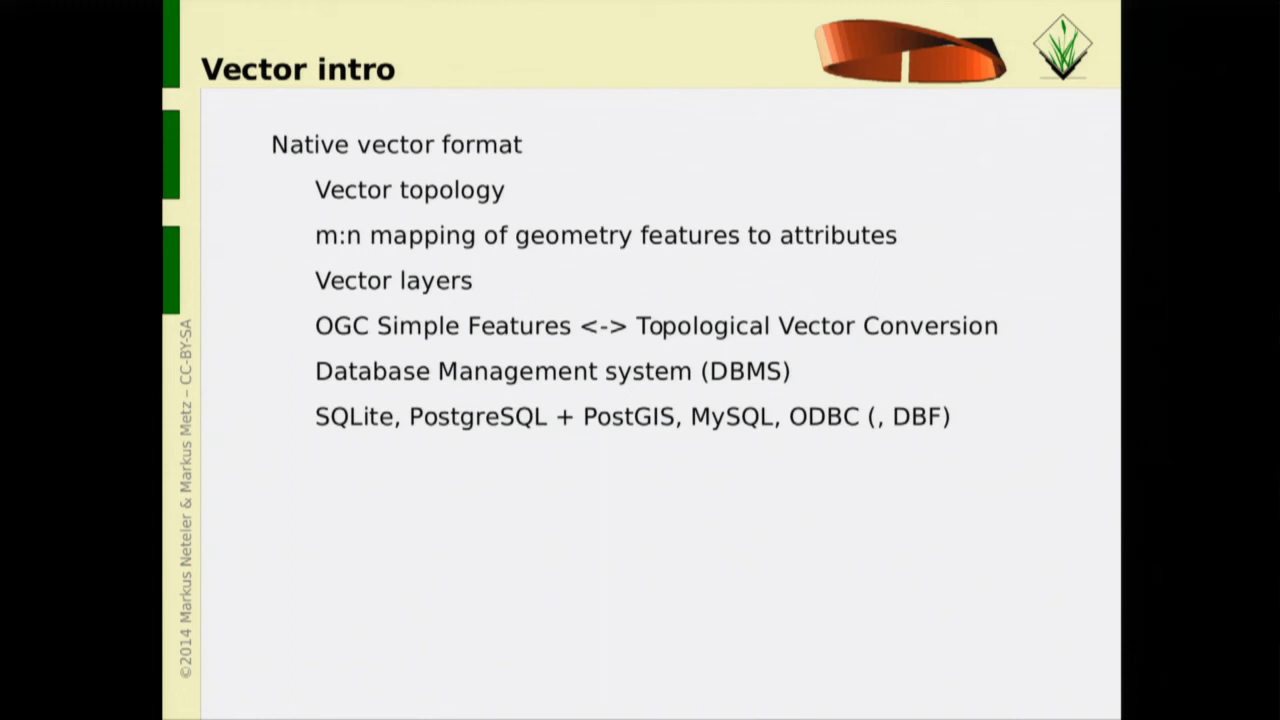 Vector intro
Native vector format
Vector topology
m:n mapping of geometry features to attributes
Vector layers
OGC Simple Features <-> Topological Vector Conversion
Database Management system (DBMS)
SQLite, PostgreSQL + PostGIS, MySQL, ODBC (, DBF)
©2014 Markus Neteler & Markus Metz – CC-BY-SA